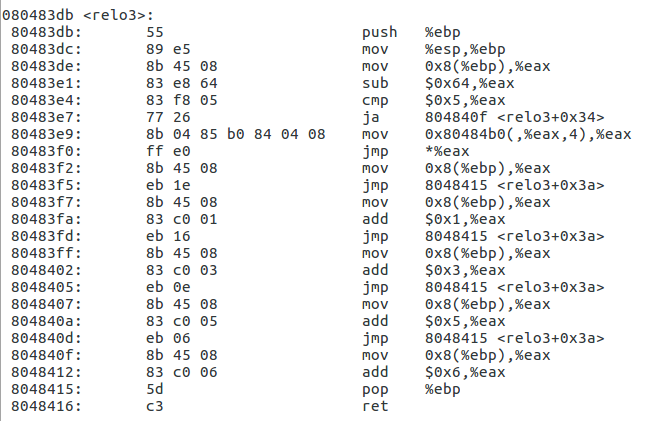 080483db <relo3>:
80483db: 55 push %ebp
80483dc: 89 e5 mov %esp,%ebp
80483de: 8b 45 08 mov 0x8(%ebp),%eax
80483e1: 83 e8 64 sub $0x64,%eax
80483e4: 83 f8 05 cmp $0x5,%eax
80483e7: 77 26 ja 804840f <relo3+0x34>
80483e9: 8b 04 85 b0 84 04 08 mov 0x80484b0(,%eax,4),%eax
80483f0: ff e0 jmp *%eax
80483f2: 8b 45 08 mov 0x8(%ebp),%eax
80483f5: eb 1e jmp 8048415 <relo3+0x3a>
80483f7: 8b 45 08 mov 0x8(%ebp),%eax
80483fa: 83 c0 01 add $0x1,%eax
80483fd: eb 16 jmp 8048415 <relo3+0x3a>
80483ff: 8b 45 08 mov 0x8(%ebp),%eax
8048402: 83 c0 03 add $0x3,%eax
8048405: eb 0e jmp 8048415 <relo3+0x3a>
8048407: 8b 45 08 mov 0x8(%ebp),%eax
804840a: 83 c0 05 add $0x5,%eax
804840d: eb 06 jmp 8048415 <relo3+0x3a>
804840f: 8b 45 08 mov 0x8(%ebp),%eax
8048412: 83 c0 06 add $0x6,%eax
8048415: 5d pop %ebp
8048416: c3 ret